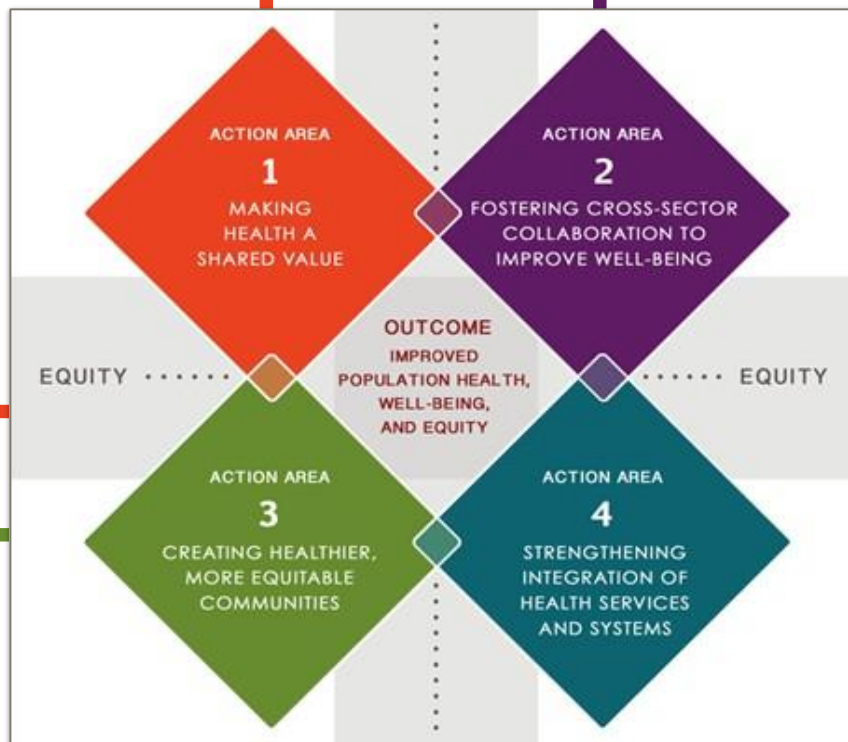 ACTION AREA
1
MAKING
HEALTH A
SHARED VALUE
ACTION AREA
2
FOSTERING CROSS-SECTOR
COLLABORATION TO
IMPROVE WELL-BEING
EQUITY
OUTCOME
IMPROVED
POPULATION HEALTH,
WELL-BEING,
AND EQUITY
EQUITY
ACTION AREA
3
CREATING HEALTHIER,
MORE EQUITABLE
COMMUNITIES
ACTION AREA
4
STRENGTHENING
INTEGRATION OF
HEALTH SERVICES
AND SYSTEMS